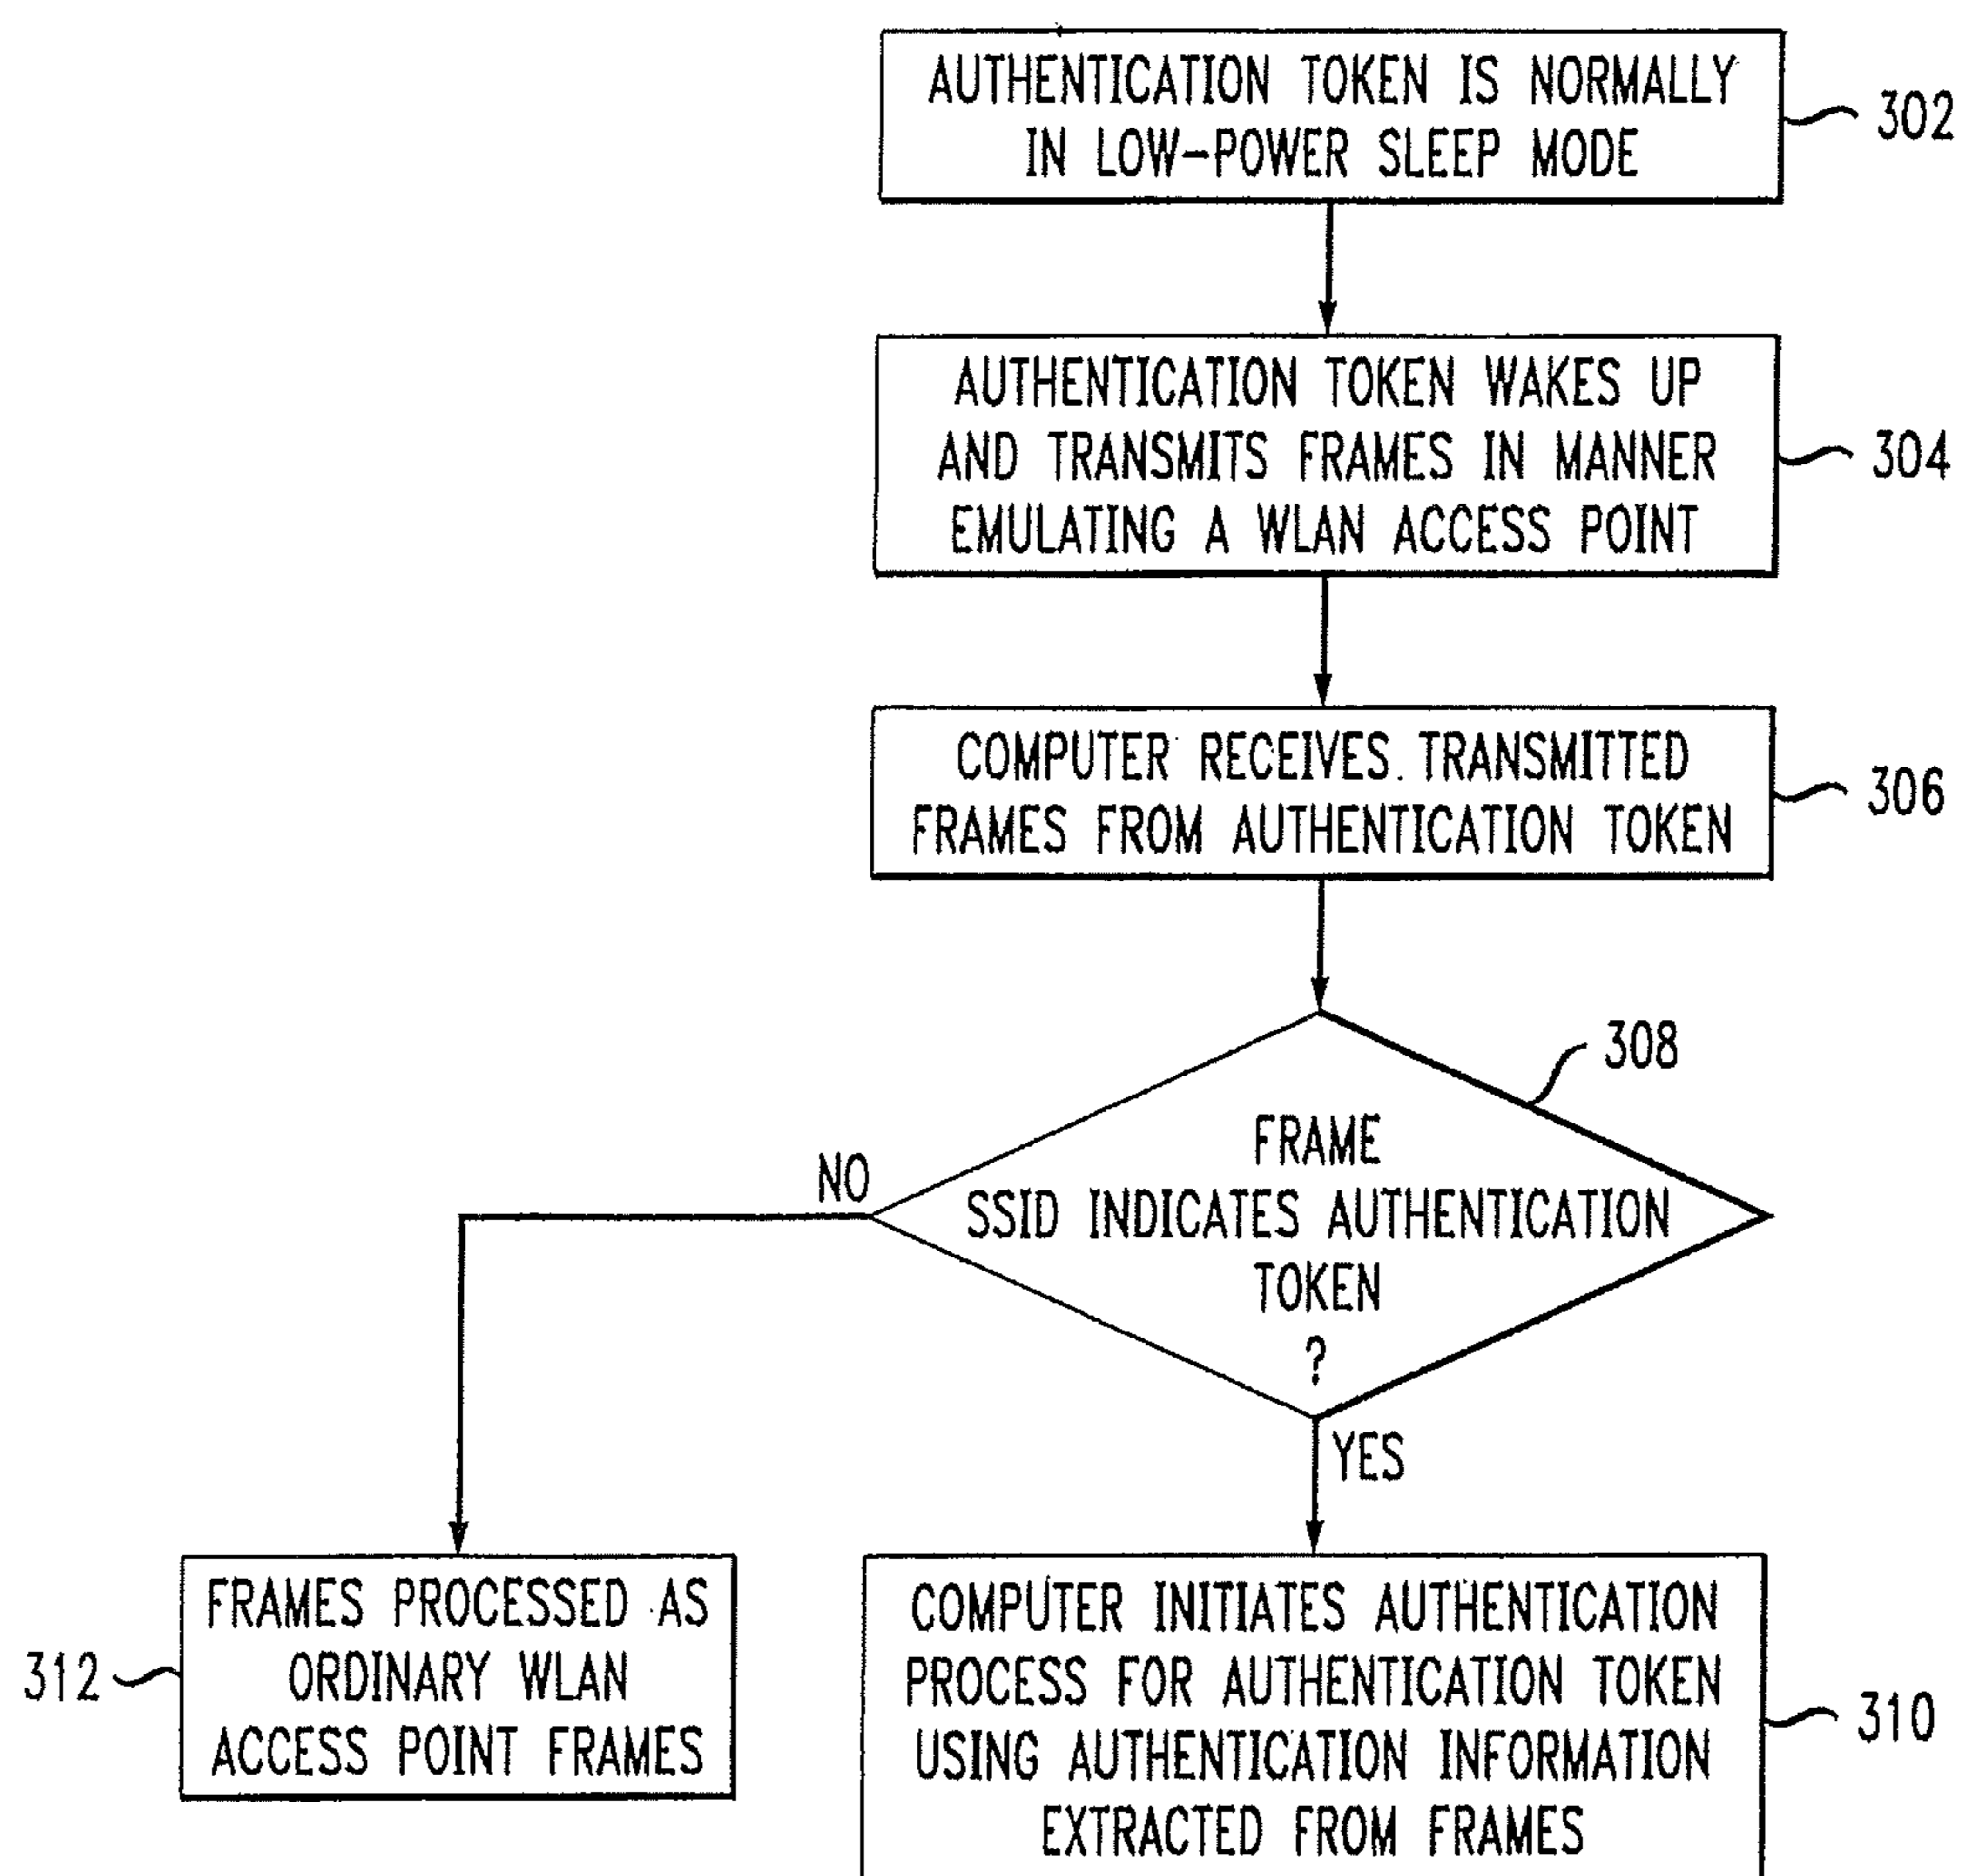 AUTHENTICATION TOKEN IS NORMALLY
IN LOW-POWER SLEEP MODE
302
AUTHENTICATION TOKEN WAKES UP
AND TRANSMITS FRAMES IN MANNER
EMULATING A WLAN ACCESS POINT
304
COMPUTER RECEIVES TRANSMITTED
FRAMES FROM AUTHENTICATION TOKEN
306
308
FRAME
SSID INDICATES AUTHENTICATION
TOKEN
?
NO
YES
FRAMES PROCESSED AS
ORDINARY WLAN
ACCESS POINT FRAMES
312
COMPUTER INITIATES AUTHENTICATION
PROCESS FOR AUTHENTICATION TOKEN
USING AUTHENTICATION INFORMATION
EXTRACTED FROM FRAMES
310